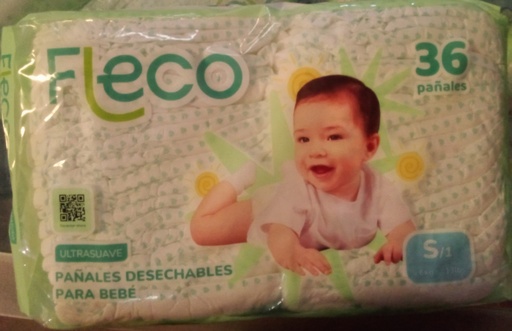 Fleco
36
pañales
ULTRASUAVE
PAÑALES DESECHABLES
PARA BEBÉ
S/1